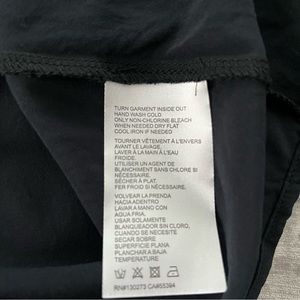 TURN GARMENT INSIDE OUT
HAND WASH COLD
ONLY NON-CHLORINE BLEACH
WHEN NEEDED DRY FLAT
COOL IRON IF NEEDED
TOURNER VÊTEMENT À L'ENVERS
AVANT LE LAVAGE.
LAVER À LA MAIN À L'EAU
FROIDE.
UTILISER UN AGENT DE
BLANCHIMENT SANS CHLORE SI
NÉCESSAIRE.
SÉCHER À PLAT.
FER FROID SI NÉCESSAIRE.
VOLVEAR LA PRENDA
HACIA ADENTRO
LAVAR A MANO CON
AGUA FRIA.
USAR SOLAMENTE
BLANQUEADOR SIN CLORO,
CUANDO SEA NECESARIO
SECAR SOBRE
SUPERFICIE PLANA
PLANCHAR A BAJA
TEMPERATURE
RN#130273 CA#55394